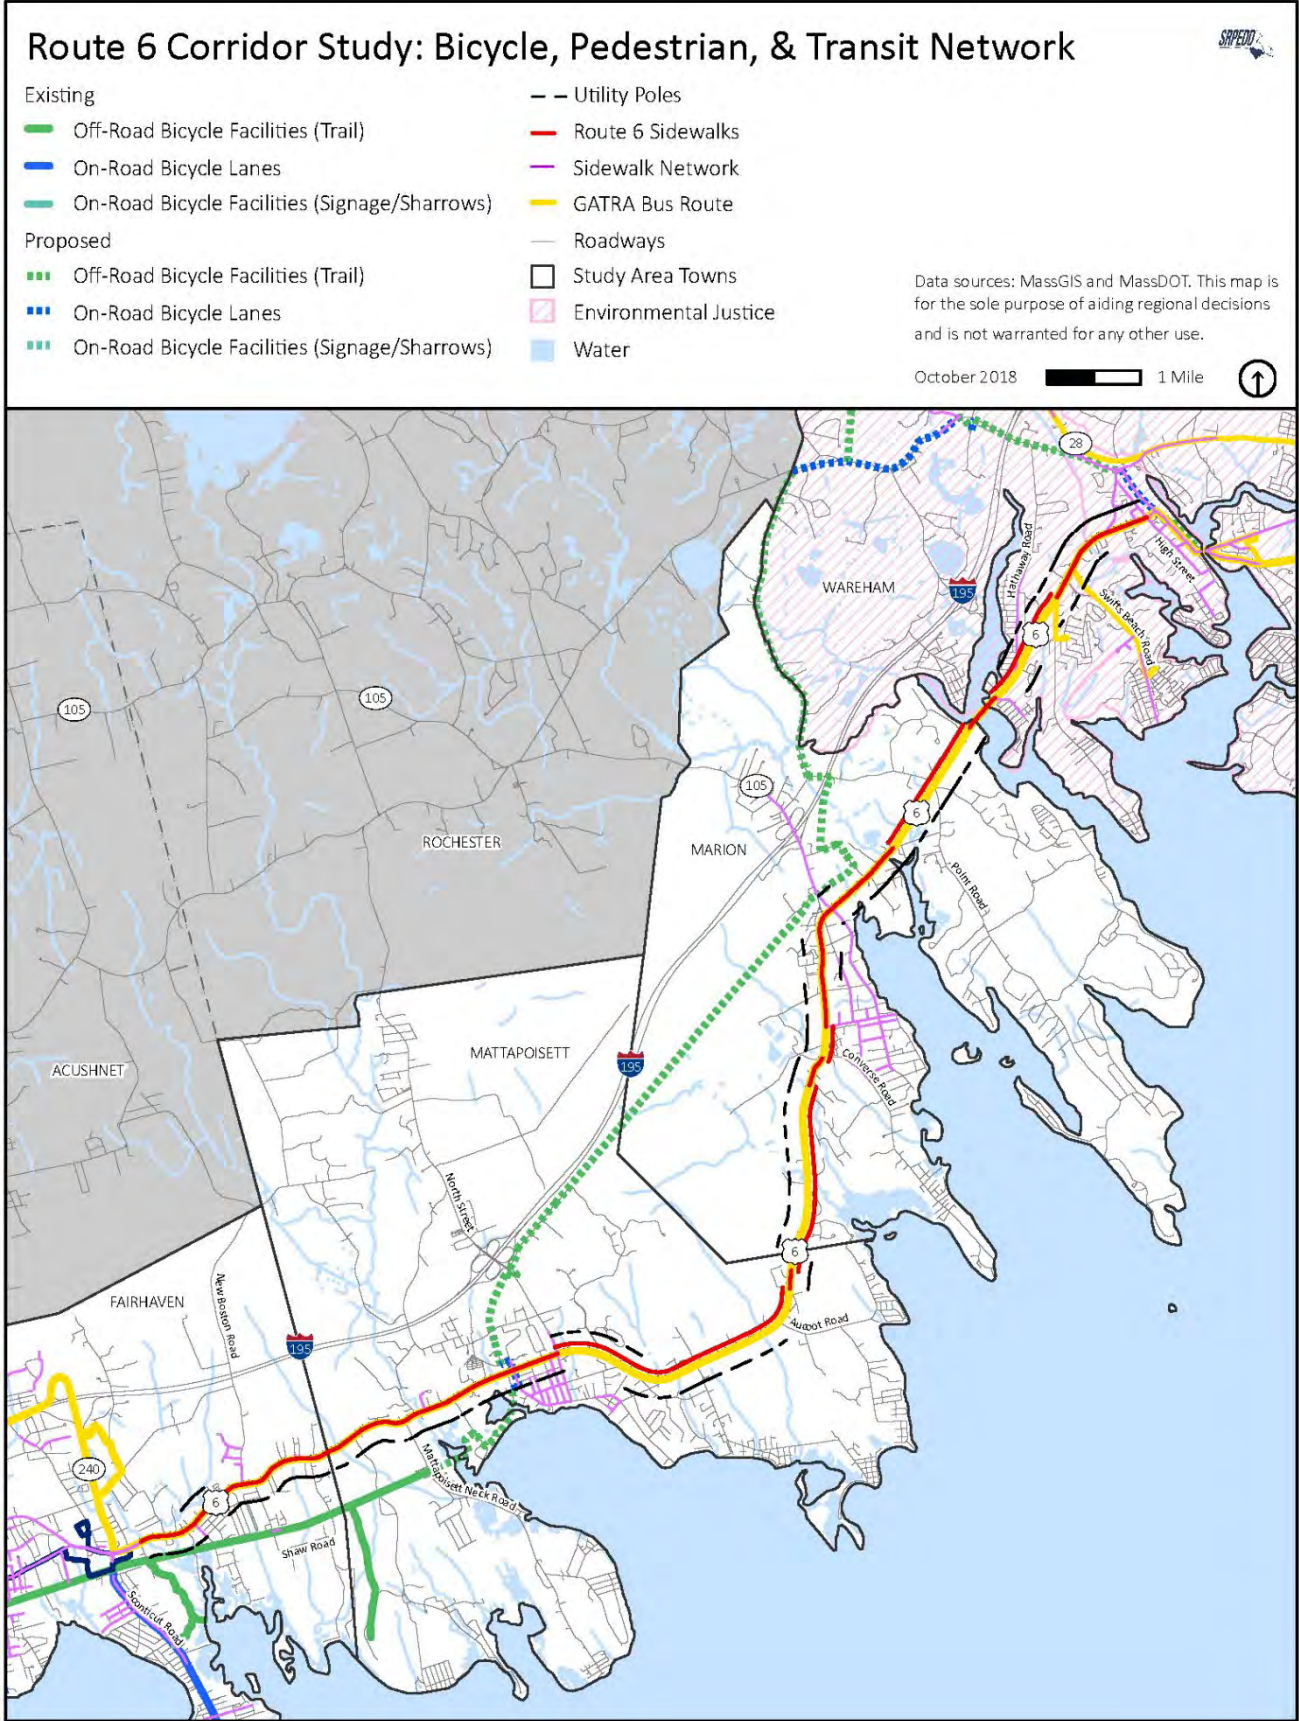 Route 6 Corridor Study: Bicycle, Pedestrian, & Transit Network
SRPEDD
Existing
Off-Road Bicycle Facilities (Trail)
On-Road Bicycle Lanes
On-Road Bicycle Facilities (Signage/Sharrows)
Proposed
Off-Road Bicycle Facilities (Trail)
On-Road Bicycle Lanes
On-Road Bicycle Facilities (Signage/Sharrows)
Utility Poles
Route 6 Sidewalks
Sidewalk Network
GATRA Bus Route
Roadways
Study Area Towns
Environmental Justice
Water
Data sources: MassGIS and MassDOT. This map is
for the sole purpose of aiding regional decisions
and is not warranted for any other use.
October 2018
1 Mile
28
High Street
Hathaway Road
WAREHAM
195
Swifts Beach Road
6
105
105
105
6
ROCHESTER
MARION
Point Road
MATTAPOISETT
195
ACUSHNET
Converse Road
North Street
6
FAIRHAVEN
New Boston Road
Aucoot Road
195
240
6
Mattapoisett Neck Road
Shaw Road
Sconticut Road